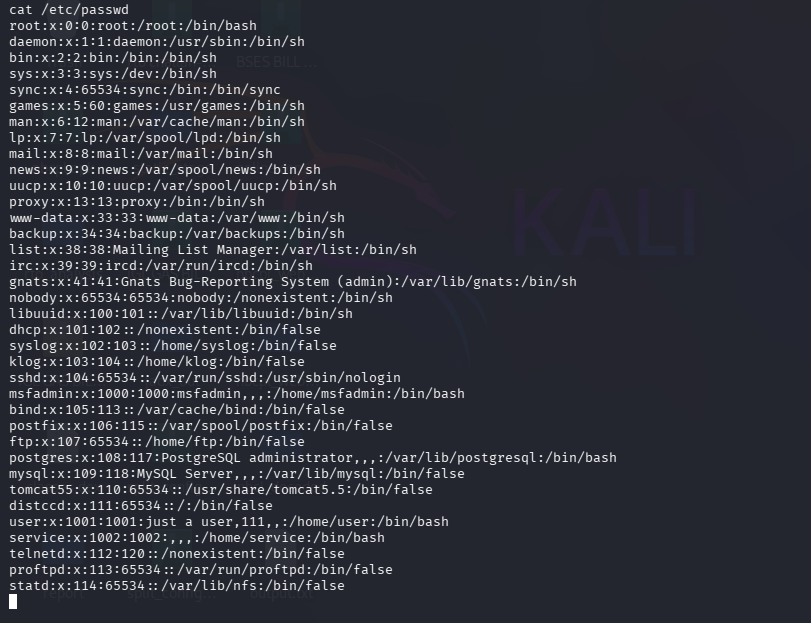 cat /etc/passwd
root:x:0:0:root:/root:/bin/bash
daemon:x:1:1:daemon:/usr/sbin:/bin/sh
bin:x:2:2:bin:/bin:/bin/sh
sys:x:3:3:sys:/dev:/bin/sh
sync:x:4:65534:sync:/bin:/bin/sync
games:x:5:60:games:/usr/games:/bin/sh
man:x:6:12:man:/var/cache/man:/bin/sh
lp:x:7:7:lp:/var/spool/lpd:/bin/sh
mail:x:8:8:mail:/var/mail:/bin/sh
news:x:9:9:news:/var/spool/news:/bin/sh
uucp:x:10:10:uucp:/var/spool/uucp:/bin/sh
proxy:x:13:13:proxy:/bin:/bin/sh
www-data:x:33:33:www-data:/var/www:/bin/sh
backup:x:34:34:backup:/var/backups:/bin/sh
list:x:38:38:Mailing List Manager:/var/list:/bin/sh
irc:x:39:39:ircd:/var/run/ircd:/bin/sh
gnats:x:41:41:Gnats Bug-Reporting System (admin):/var/lib/gnats:/bin/sh
nobody:x:65534:65534:nobody:/nonexistent:/bin/sh
libuuid:x:100:101::/var/lib/libuuid:/bin/sh
dhcp:x:101:102::/nonexistent:/bin/false
syslog:x:102:103::/home/syslog:/bin/false
klog:x:103:104::/home/klog:/bin/false
sshd:x:104:65534::/var/run/sshd:/usr/sbin/nologin
msfadmin:x:1000:1000:msfadmin,,,:/home/msfadmin:/bin/bash
bind:x:105:113::/var/cache/bind:/bin/false
postfix:x:106:115::/var/spool/postfix:/bin/false
ftp:x:107:65534::/home/ftp:/bin/false
postgres:x:108:117:PostgreSQL administrator,,,:/var/lib/postgresql:/bin/bash
mysql:x:109:118:MySQL Server,,,:/var/lib/mysql:/bin/false
tomcat55:x:110:65534::/usr/share/tomcat5.5:/bin/false
distccd:x:111:65534::/:/bin/false
user:x:1001:1001:just a user,111,,:/home/user:/bin/bash
service:x:1002:1002:,,,:/home/service:/bin/bash
telnetd:x:112:120::/nonexistent:/bin/false
proftpd:x:113:65534::/var/run/proftpd:/bin/false
statd:x:114:65534::/var/lib/nfs:/bin/false
BSES BILL ...
KALI